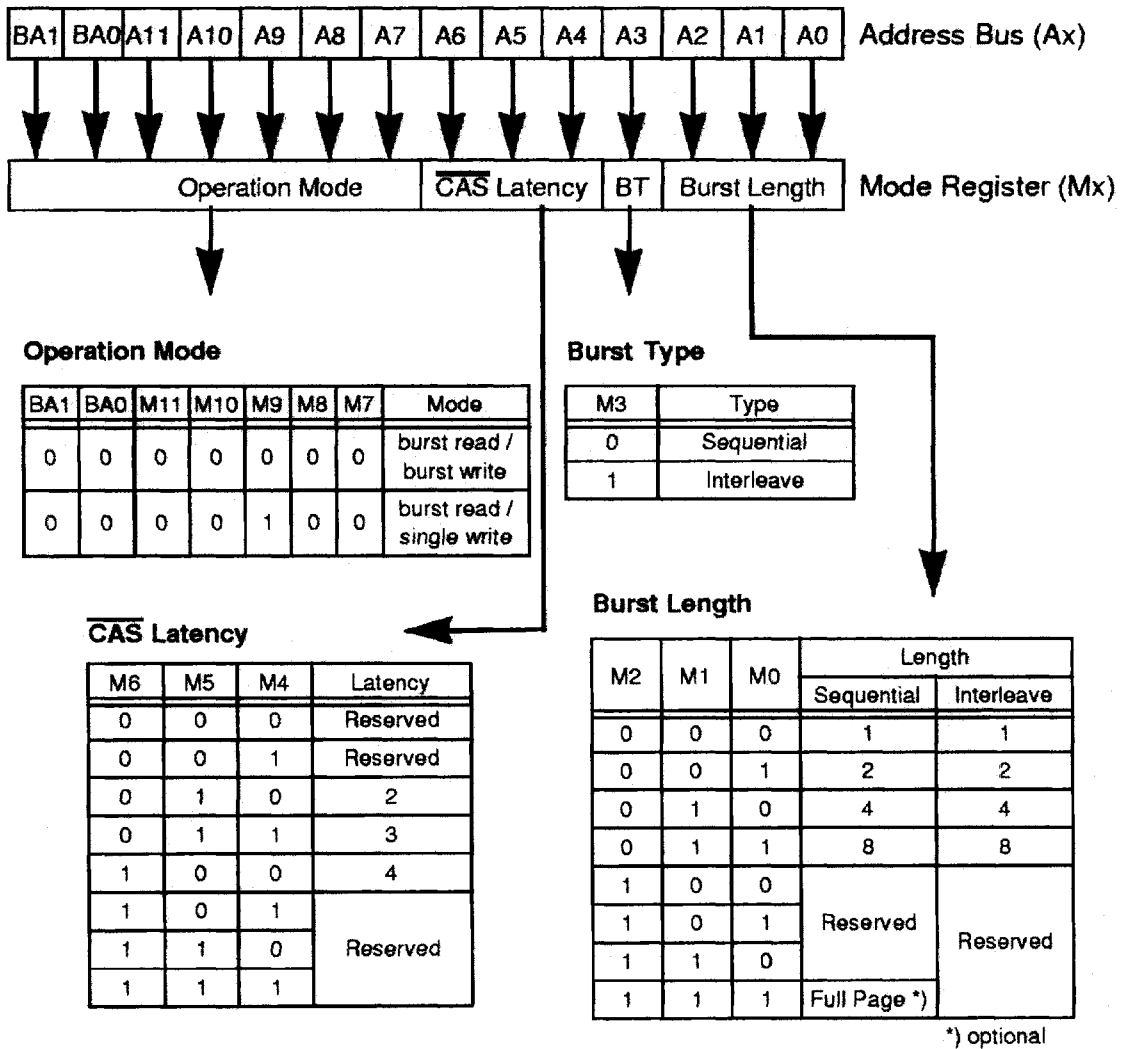 BA1 BA0 A11 A10 A9 A8 A7 A6 A5 A4 A3 A2 A1 A0 Address Bus (Ax)
Operation Mode CAS Latency BT Burst Length Mode Register (Mx)
Operation Mode
BA1 BA0 M11 M10 M9 M8 M7 Mode
0 0 0 0 0 0 0 burst read / burst write
0 0 0 0 1 0 0 burst read / single write
Burst Type
M3 Type
0 Sequential
1 Interleave
CAS Latency
M6 M5 M4 Latency
0 0 0 Reserved
0 0 1 Reserved
0 1 0 2
0 1 1 3
1 0 0 4
1 0 1
1 1 0 Reserved
1 1 1
Burst Length
M2 M1 M0 Length
Sequential Interleave
0 0 0 1 1
0 0 1 2 2
0 1 0 4 4
0 1 1 8 8
1 0 0
1 0 1 Reserved Reserved
1 1 0
1 1 1 Full Page *)
*) optional